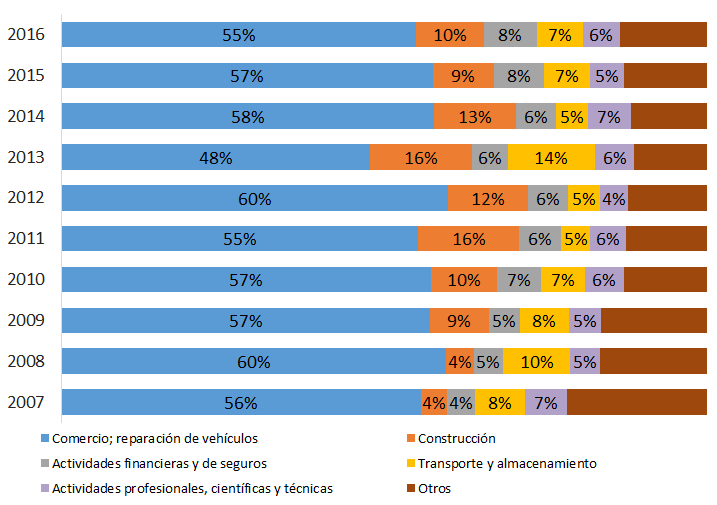 2016 55% 10% 8% 7% 6%
2015 57% 9% 8% 7% 5%
2014 58% 13% 6% 5% 7%
2013 48% 16% 6% 14% 6%
2012 60% 12% 6% 5% 4%
2011 55% 16% 6% 5% 6%
2010 57% 10% 7% 7% 6%
2009 57% 9% 5% 8% 5%
2008 60% 4% 5% 10% 5%
2007 56% 4% 4% 8% 7%
Comercio; reparación de vehículos Construcción
Actividades financieras y de seguros Transporte y almacenamiento
Actividades profesionales, científicas y técnicas Otros